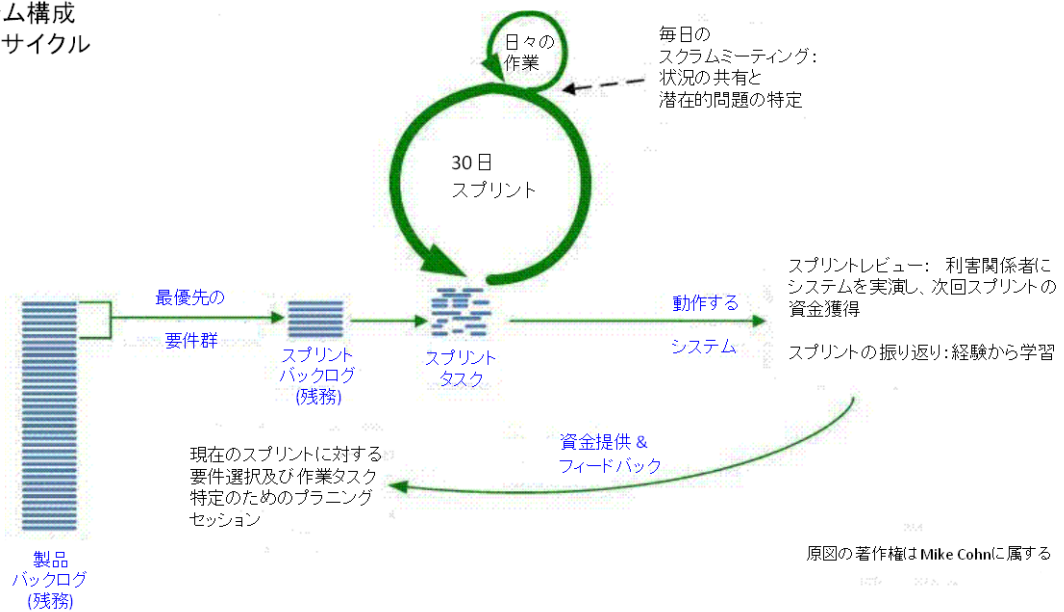 ム構成
サイクル
日々の
作業
毎日の
スクラムミーティング:
状況の共有と
潜在的問題の特定
30日
スプリント
スプリントレビュー: 利害関係者に
システムを実演し、次回スプリントの
資金獲得
スプリントの振り返り:経験から学習
最優先の
要件群
スプリント
バックログ
(残務)
スプリント
タスク
動作する
システム
資金提供 &
フィードバック
現在のスプリントに対する
要件選択及び作業タスク
特定のためのプラニング
セッション
製品
バックログ
(残務)
原図の著作権はMike Cohnに属する